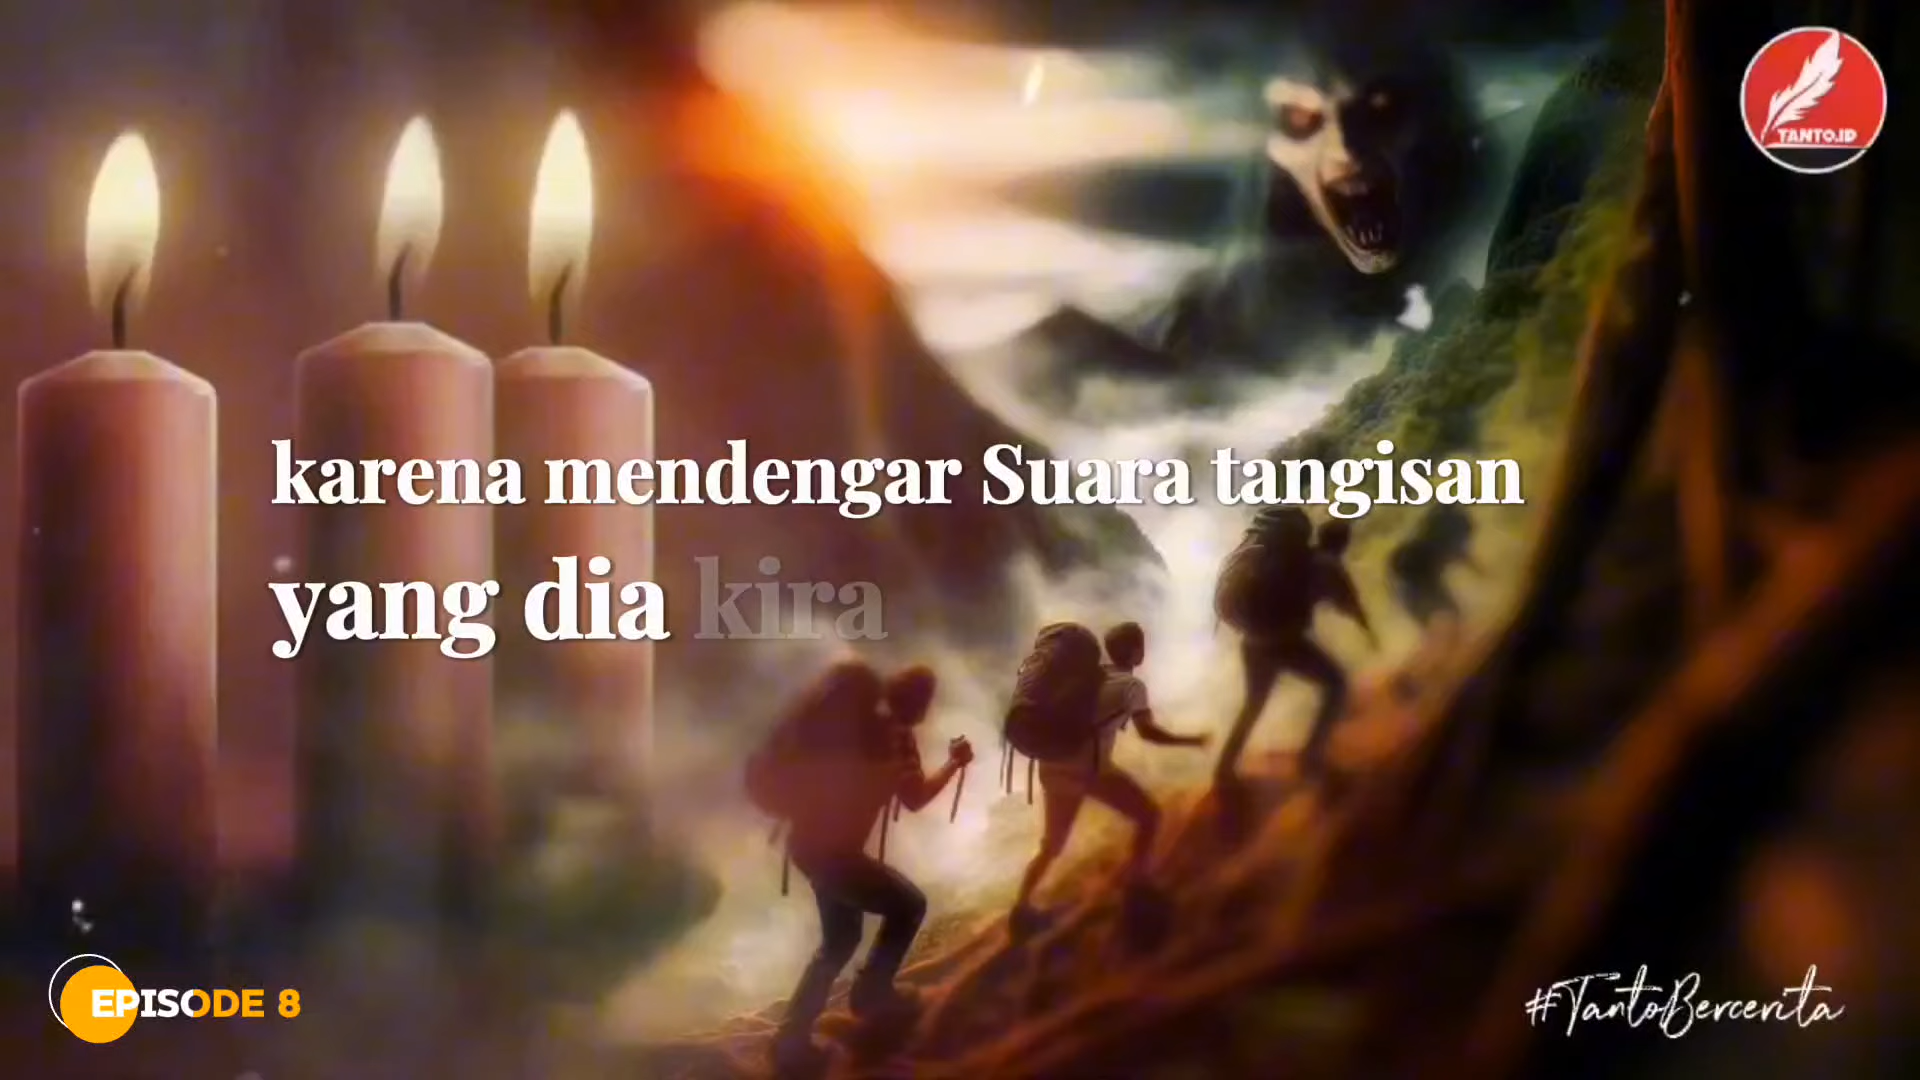 TANTO.ID
karena mendengar Suara tangisan
yang dia kira
EPISODE 8
#TantoBercerita